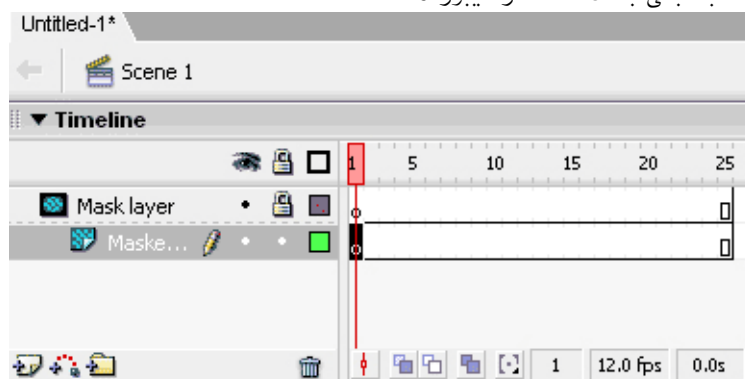 Untitled-1*
Scene 1
Timeline
1 5 10 15 20 25
Mask layer
Maske...
1 12.0 fps 0.0s